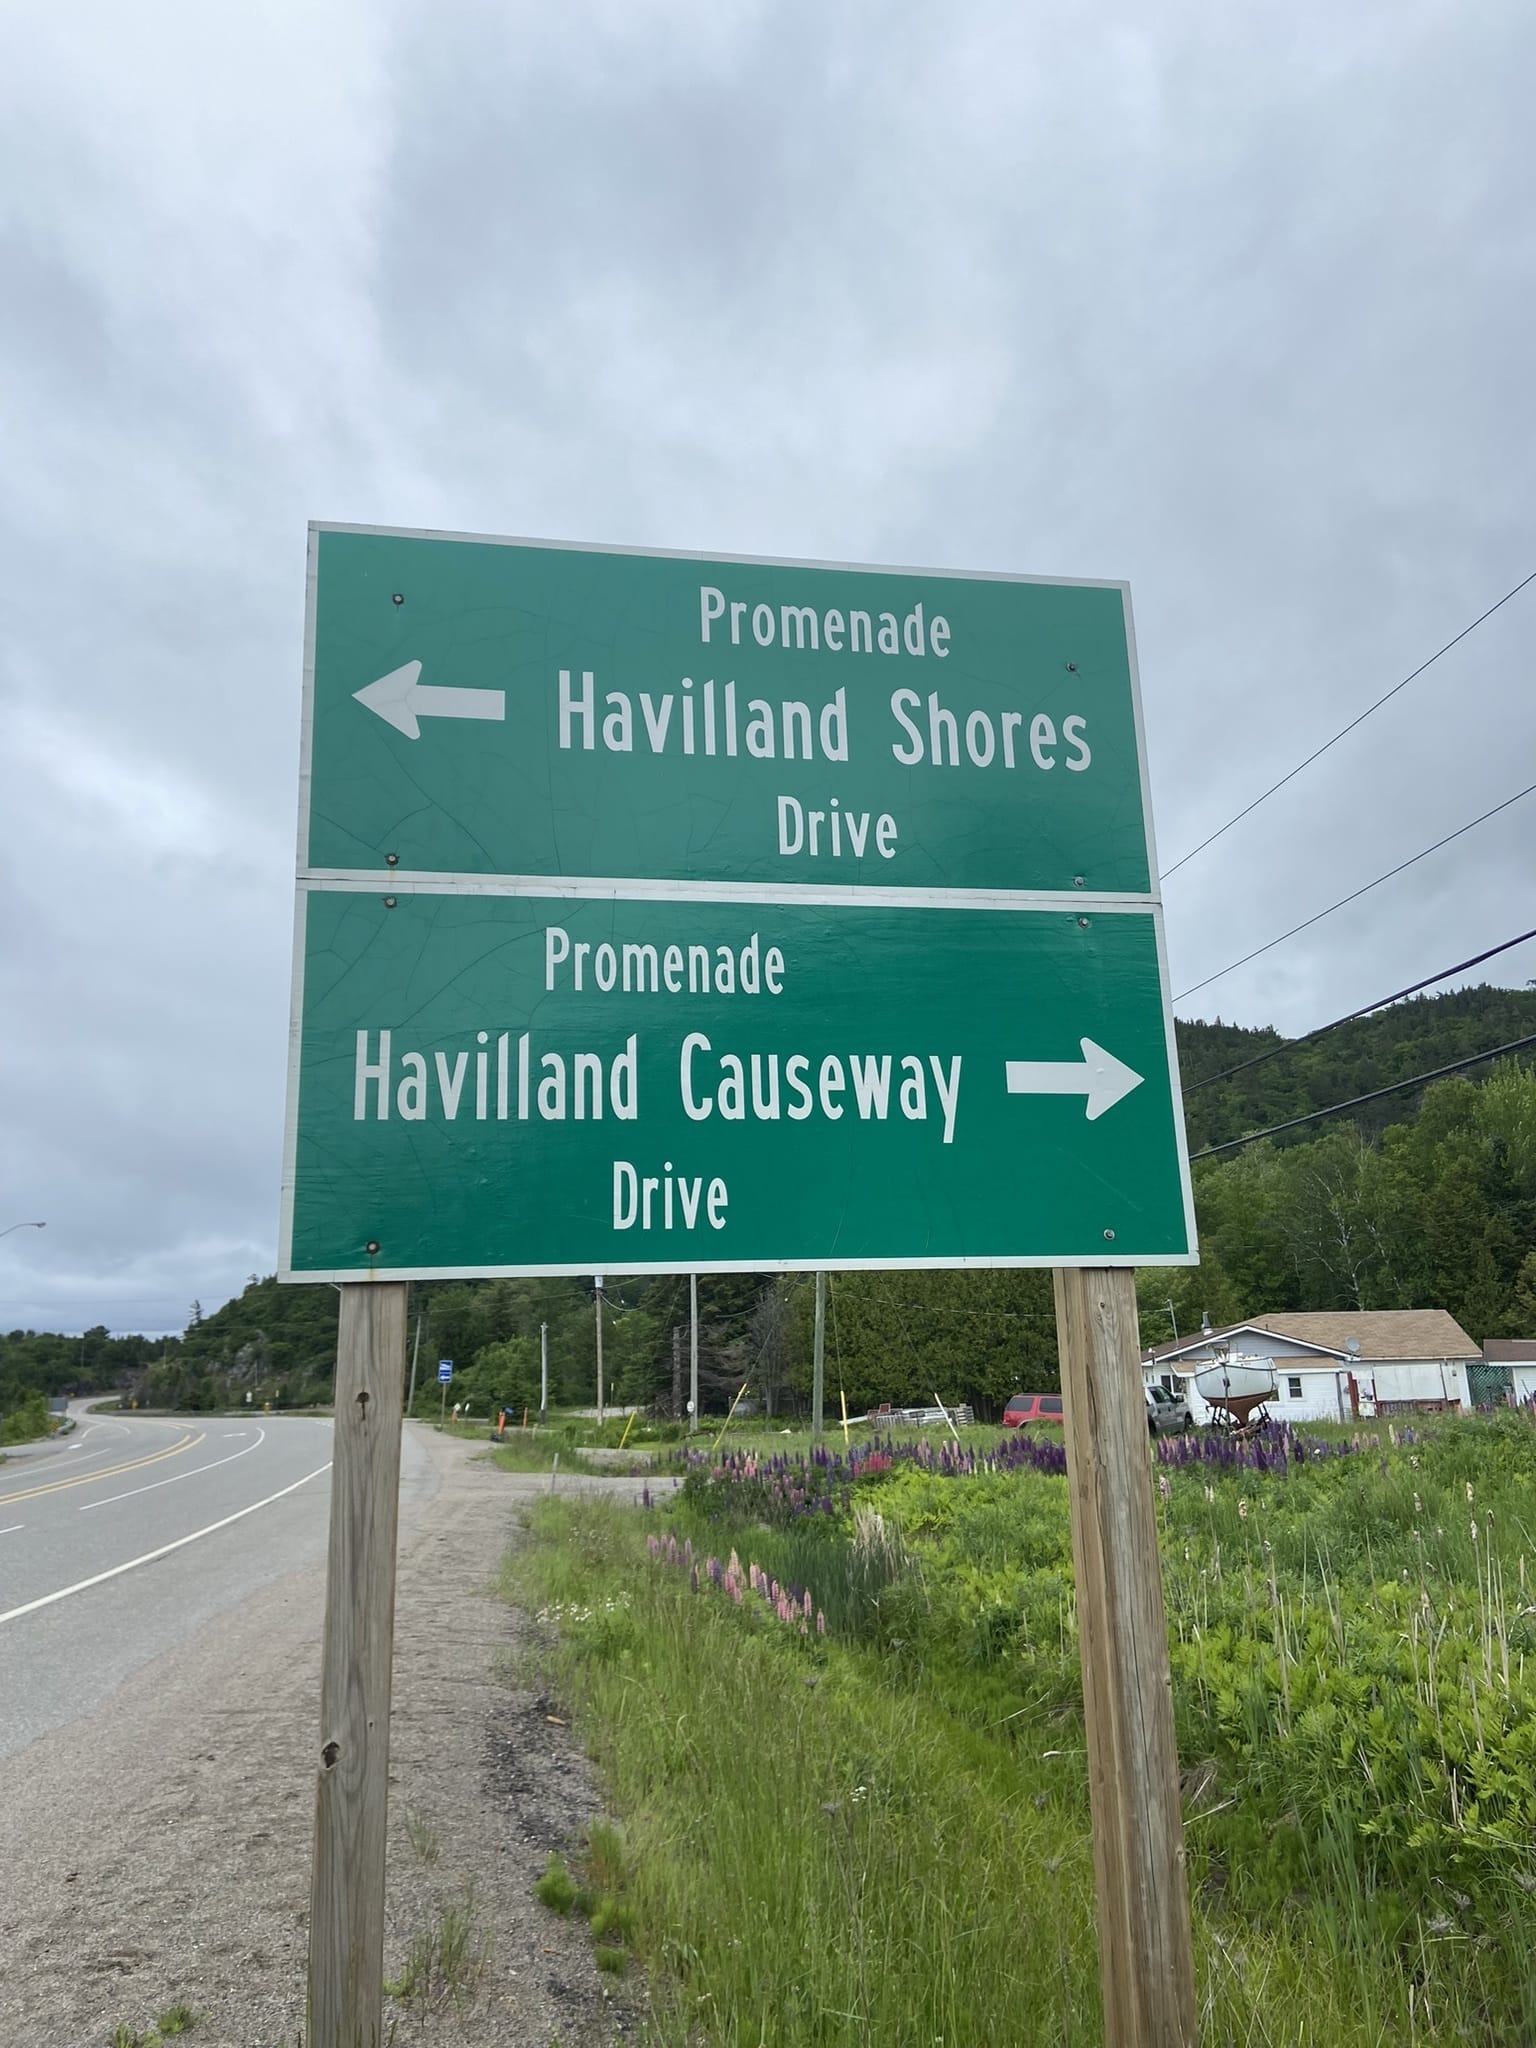 Promenade
Havilland Shores
Drive
Promenade
Havilland Causeway
Drive